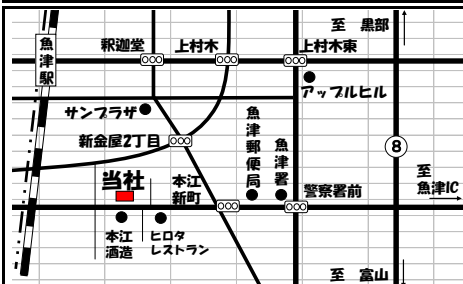 至 黒部
釈迦堂
上村木
上村木東
魚津駅
アップルヒル
サンプラザ
新金屋2丁目
魚津郵便局
魚津署
8
至
魚津IC
当社
本江
新町
警察署前
本江
酒造
ヒロタ
レストラン
至 富山